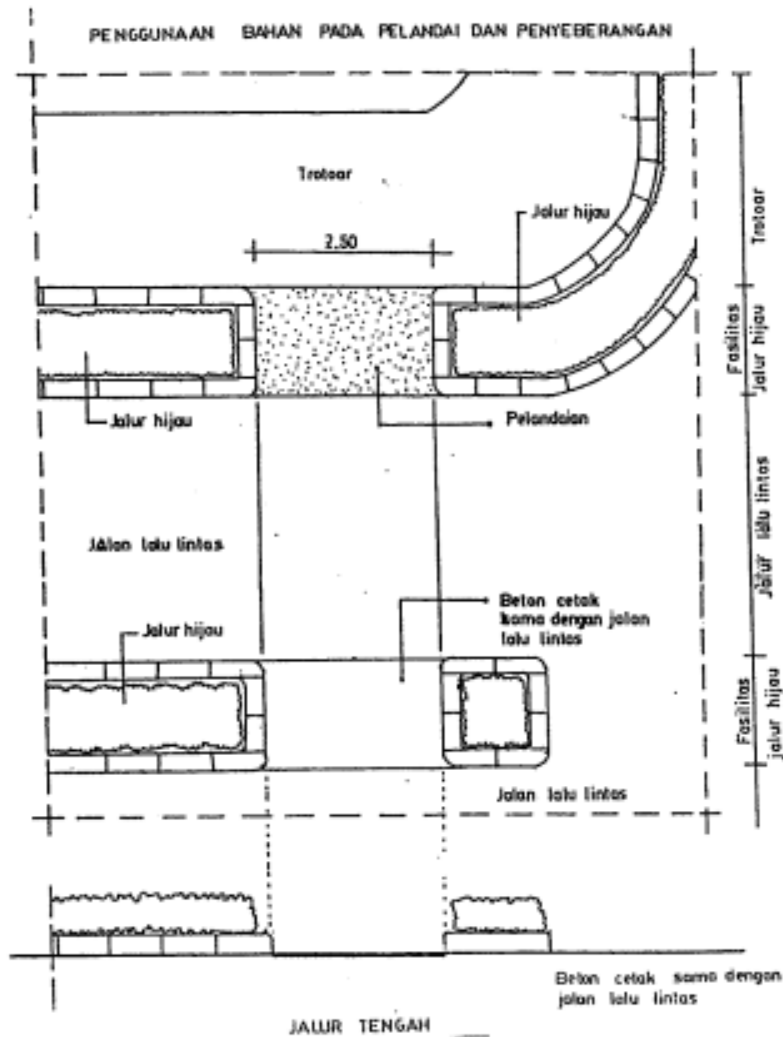 PENGGUNAAN BAHAN PADA PELANDAI DAN PENYEBERANGAN
Trotoar
Jalur hijau
2.50
Trotoar
Fasilitas
Jalur hijau
Jalur hijau
Pelandaian
Jalur lalu lintas
JAlan lalu lintas
Beton cetak
sama dengan jalan
lalu lintas
Jalur hijau
Fasilitas
jalur hijau
Jalan lalu lintas
Beton cetak sama dengan
jalan lalu lintas
JALUR TENGAH